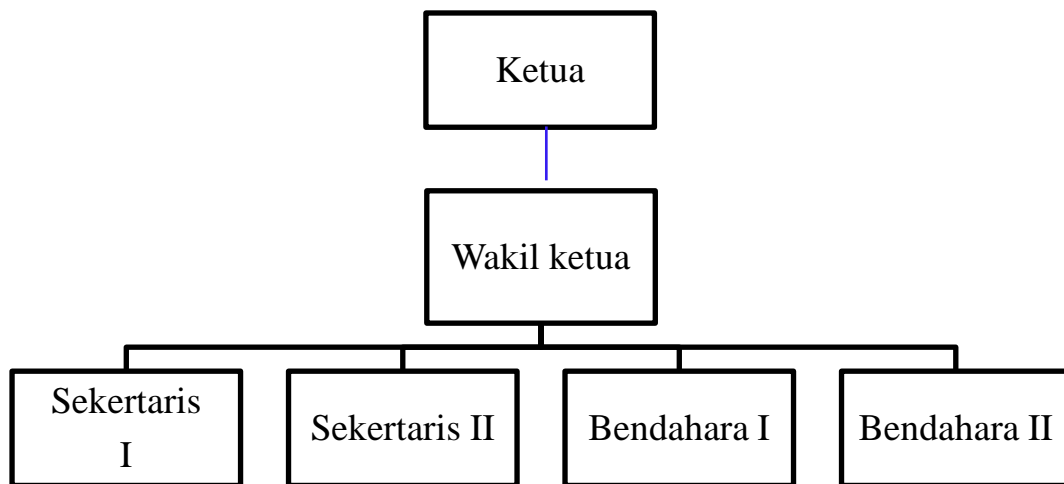 Ketua
Wakil ketua
Sekertaris
I
Sekertaris II
Bendahara I
Bendahara II